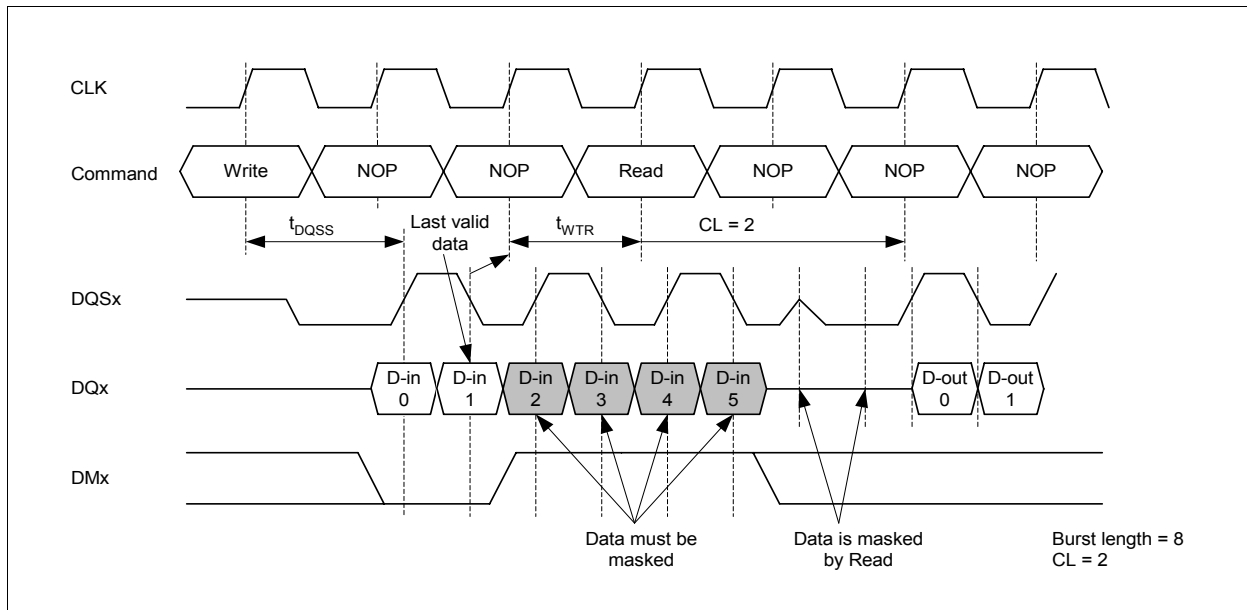 CLK
Command
Write
NOP
NOP
Read
NOP
NOP
NOP
tDQSS
Last valid
data
tWTR
CL = 2
DQSx
DQx
D-in
0
D-in
1
D-in
2
D-in
3
D-in
4
D-in
5
D-out
0
D-out
1
DMx
Data must be
masked
Data is masked
by Read
Burst length = 8
CL = 2